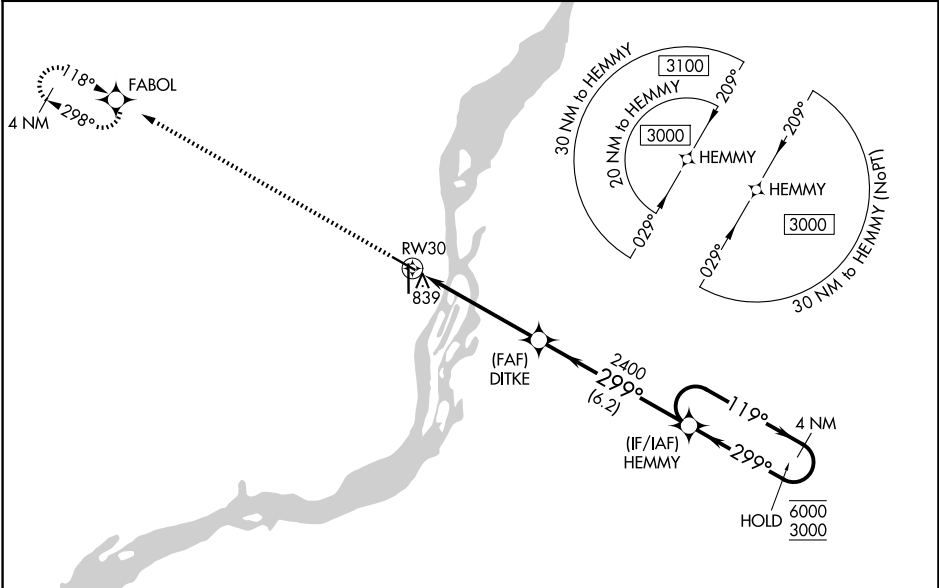 118°
298°
4 NM
FABOL
30 NM to HEMMY
3100
209°
20 NM to HEMMY
3000
HEMMY
029°
209°
HEMMY
3000
029°
30 NM to HEMMY (NoPT)
RW30
839
(FAF)
DITKE
2400
299°
(6.2)
(IF/IAF)
HEMMY
119°
4 NM
299°
HOLD
6000
3000